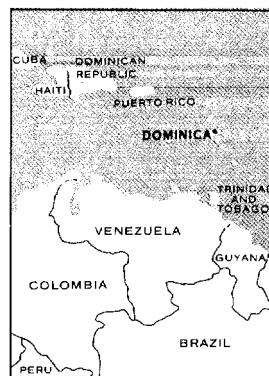 CUBA
DOMINICAN
REPUBLIC
HAITI
PUERTO RICO
DOMINICA
TRINIDAD
AND
TOBAGO
VENEZUELA
GUYANA
COLOMBIA
BRAZIL
PERU